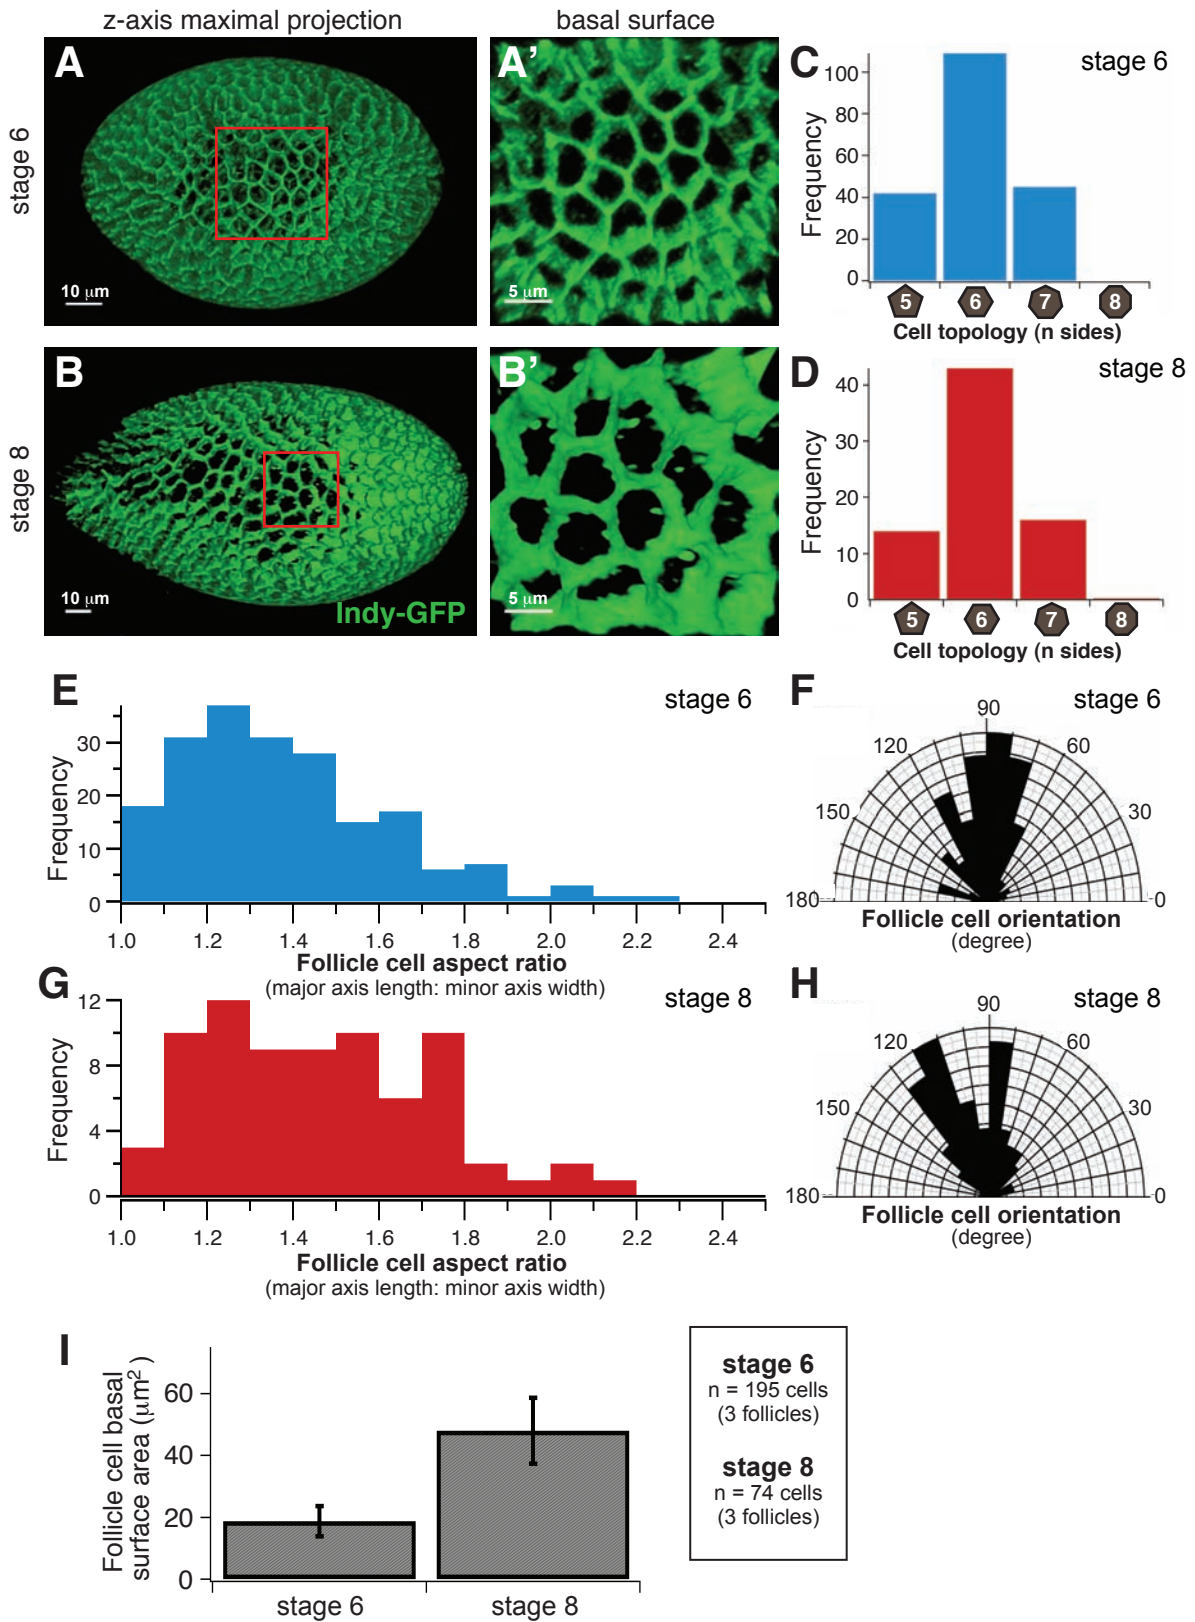 z-axis maximal projection
basal surface
stage 6
A
10 μm
A'
5 μm
C
stage 6
Frequency
100
80
60
40
20
0
5
6
7
8
Cell topology (n sides)
stage 8
B
10 μm
Indy-GFP
B'
5 μm
D
stage 8
Frequency
40
30
20
10
0
5
6
7
8
Cell topology (n sides)
E
stage 6
Frequency
30
20
10
0
1.0 1.2 1.4 1.6 1.8 2.0 2.2 2.4
Follicle cell aspect ratio
(major axis length: minor axis width)
F
stage 6
90
120
60
150
30
180
0
Follicle cell orientation
(degree)
G
stage 8
Frequency
12
8
4
0
1.0 1.2 1.4 1.6 1.8 2.0 2.2 2.4
Follicle cell aspect ratio
(major axis length: minor axis width)
H
stage 8
90
120
60
150
30
180
0
Follicle cell orientation
(degree)
I
Follicle cell basal
surface area (μm²)
60
40
20
0
stage 6
stage 8
stage 6
n = 195 cells
(3 follicles)
stage 8
n = 74 cells
(3 follicles)